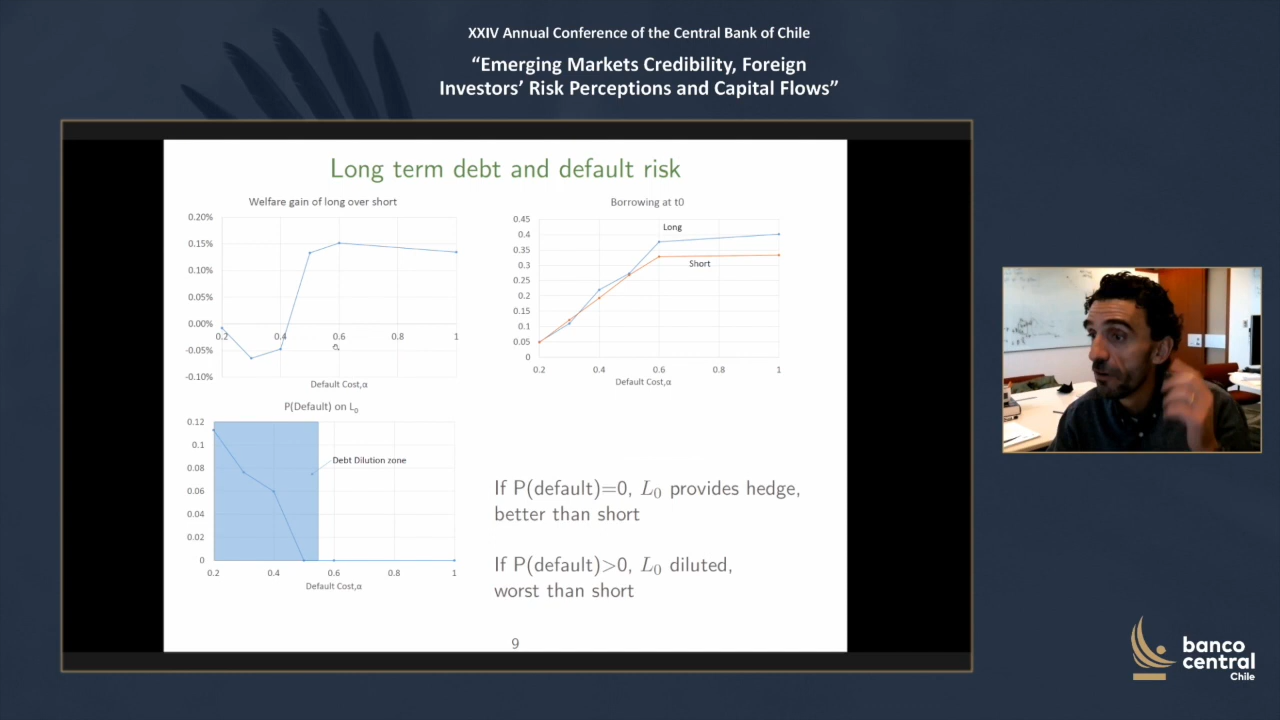 XXIV Annual Conference of the Central Bank of Chile
“Emerging Markets Credibility, Foreign
Investors’ Risk Perceptions and Capital Flows”
Long term debt and default risk
Welfare gain of long over short
0.20%
0.15%
0.10%
0.05%
0.00%
-0.05%
-0.10%
0.2
0.4
0.6
0.8
1
Default Cost,α
Borrowing at t0
0.45
0.4
0.35
0.3
0.25
0.2
0.15
0.1
0.05
0
Long
Short
0.2
0.4
0.6
0.8
1
Default Cost,α
P(Default) on L₀
0.12
0.1
0.08
0.06
0.04
0.02
0
Debt Dilution zone
0.2
0.4
0.6
0.8
1
Default Cost,α
If P(default)=0, L₀ provides hedge,
better than short
If P(default)>0, L₀ diluted,
worst than short
9
banco
central
Chile